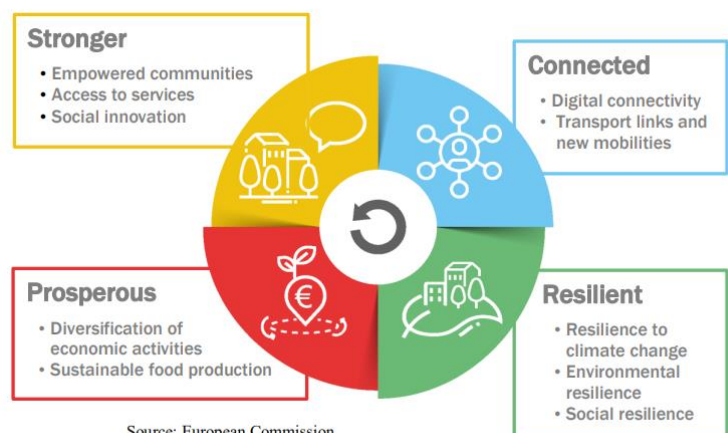 Stronger
• Empowered communities
• Access to services
• Social innovation
Connected
• Digital connectivity
• Transport links and
new mobilities
Prosperous
• Diversification of
economic activities
• Sustainable food production
€
Resilient
• Resilience to
climate change
• Environmental
resilience
• Social resilience
Source: European Commission